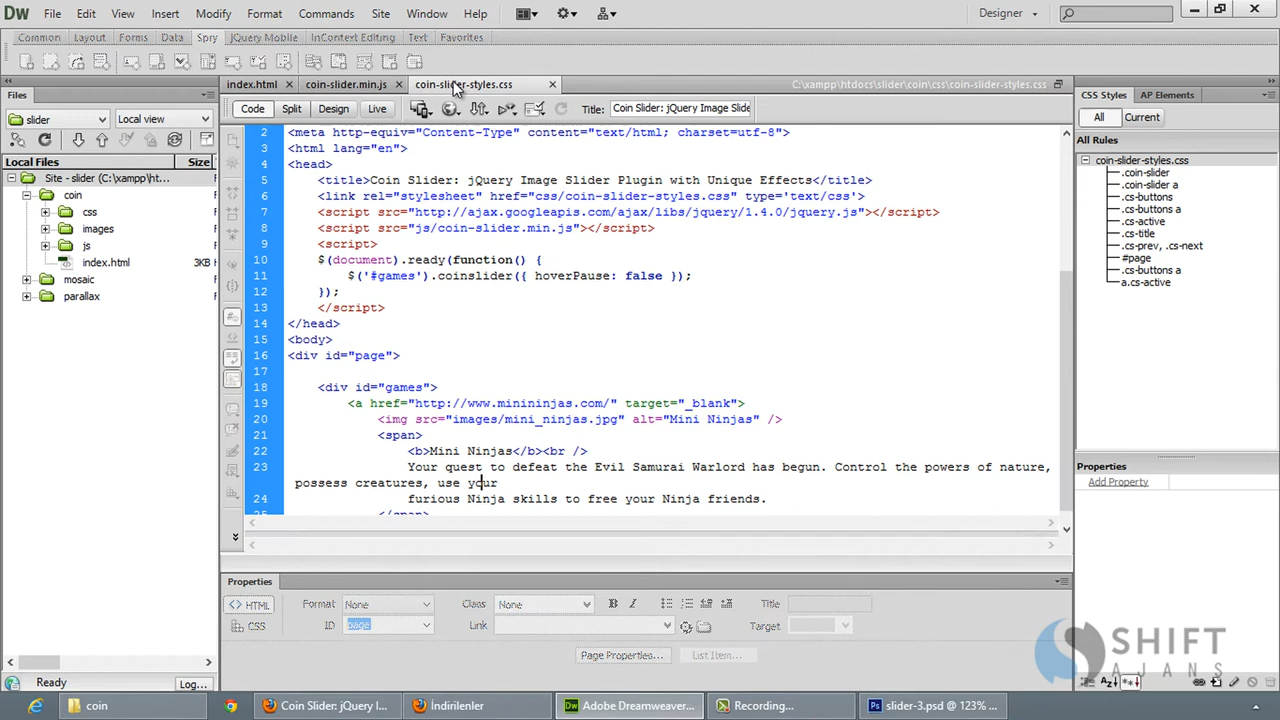 Dw File Edit View Insert Modify Format Commands Site Window Help Designer
Common Layout Forms Data Spry jQuery Mobile InContext Editing Text Favorites
Files
slider Local view
Local Files Size
Site - slider (C:\xampp\ht...
coin
css
images
js
index.html 3KB F
mosaic
parallax
Ready Log...
index.html coin-slider.min.js coin-slider-styles.css C:\xampp\htdocs\slider\coin\css\coin-slider-styles.css
Code Split Design Live Title: Coin Slider: jQuery Image Slide
2 <meta http-equiv="Content-Type" content="text/html; charset=utf-8">
3 <html lang="en">
4 <head>
5 <title>Coin Slider: jQuery Image Slider Plugin with Unique Effects</title>
6 <link rel="stylesheet" href="css/coin-slider-styles.css" type='text/css'>
7 <script src="http://ajax.googleapis.com/ajax/libs/jquery/1.4.0/jquery.js"></script>
8 <script src="js/coin-slider.min.js"></script>
9 <script>
10 $(document).ready(function() {
11 $('#games').coinslider({ hoverPause: false });
12 });
13 </script>
14 </head>
15 <body>
16 <div id="page">
17
18 <div id="games">
19 <a href="http://www.minininjas.com/" target="_blank">
20 <img src="images/mini_ninjas.jpg" alt="Mini Ninjas" />
21 <span>
22 <b>Mini Ninjas</b><br />
23 Your quest to defeat the Evil Samurai Warlord has begun. Control the powers of nature,
possess creatures, use your
24 furious Ninja skills to free your Ninja friends.
25 </span>
Properties
HTML Format None Class None B I Title
CSS ID page Link Target
Page Properties... List Item...
CSS Styles AP Elements
All Current
All Rules
coin-slider-styles.css
.coin-slider
.coin-slider a
.cs-buttons
.cs-buttons a
.cs-active
.cs-title
.cs-prev, .cs-next
#page
.cs-buttons a
a.cs-active
Properties
Add Property
SHIFT
AJANS
coin Coin Slider: jQuery I... Indirilenler Dw Adobe Dreamweaver... Recording... Ps slider-3.psd @ 123% ...